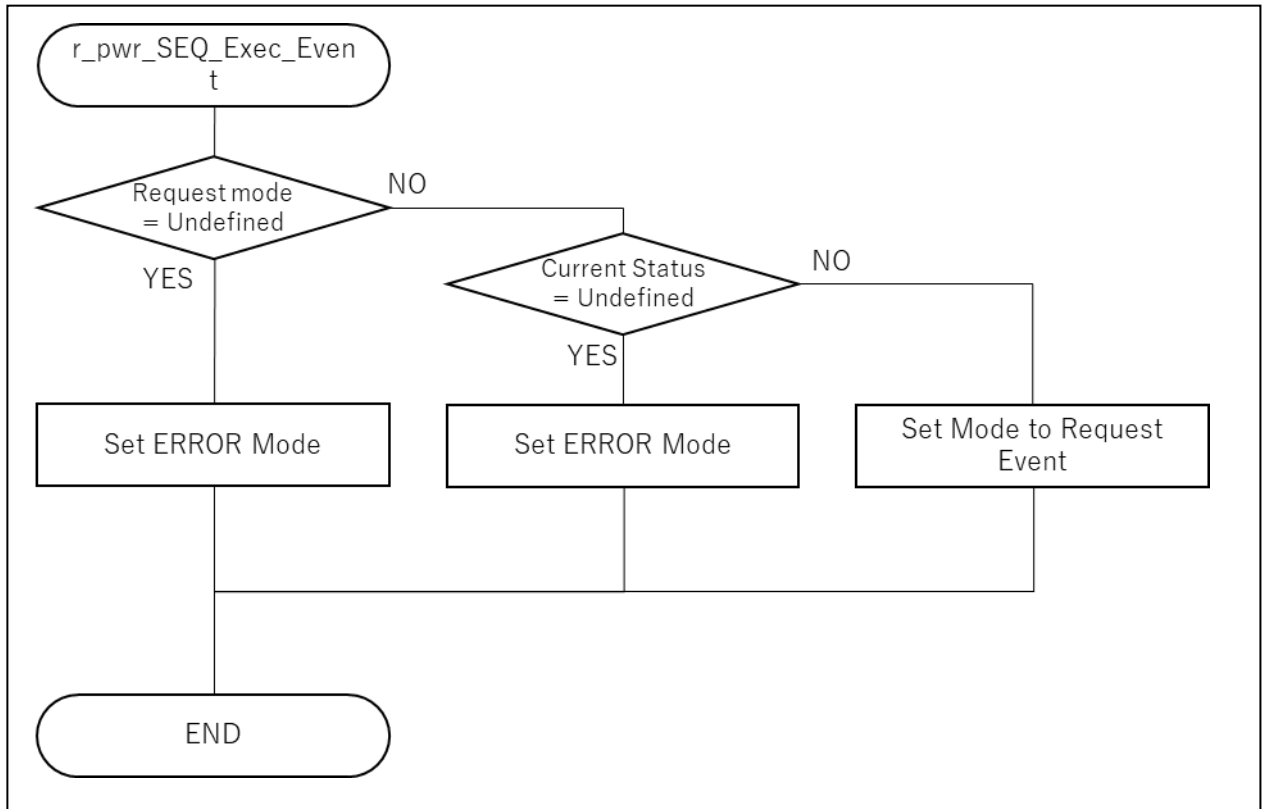 r_pwr_SEQ_Exec_Even
t
Request mode
= Undefined
NO
YES
Current Status
= Undefined
NO
YES
Set ERROR Mode
Set ERROR Mode
Set Mode to Request
Event
END